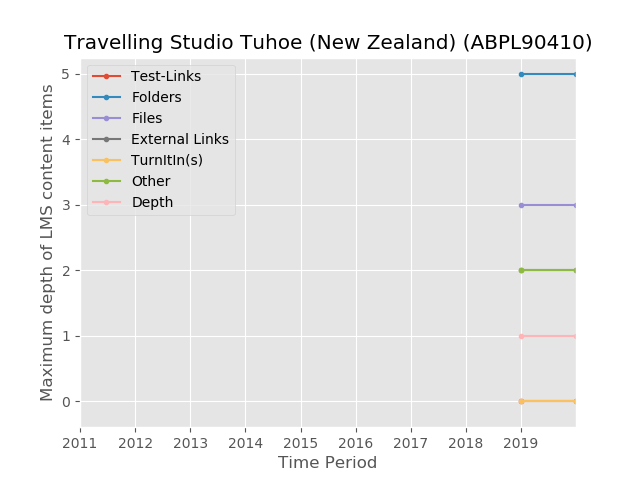 Travelling Studio Tuhoe (New Zealand) (ABPL90410)
Maximum depth of LMS content items
5
4
3
2
1
0
Test-Links
Folders
Files
External Links
TurnItIn(s)
Other
Depth
2011 2012 2013 2014 2015 2016 2017 2018 2019
Time Period